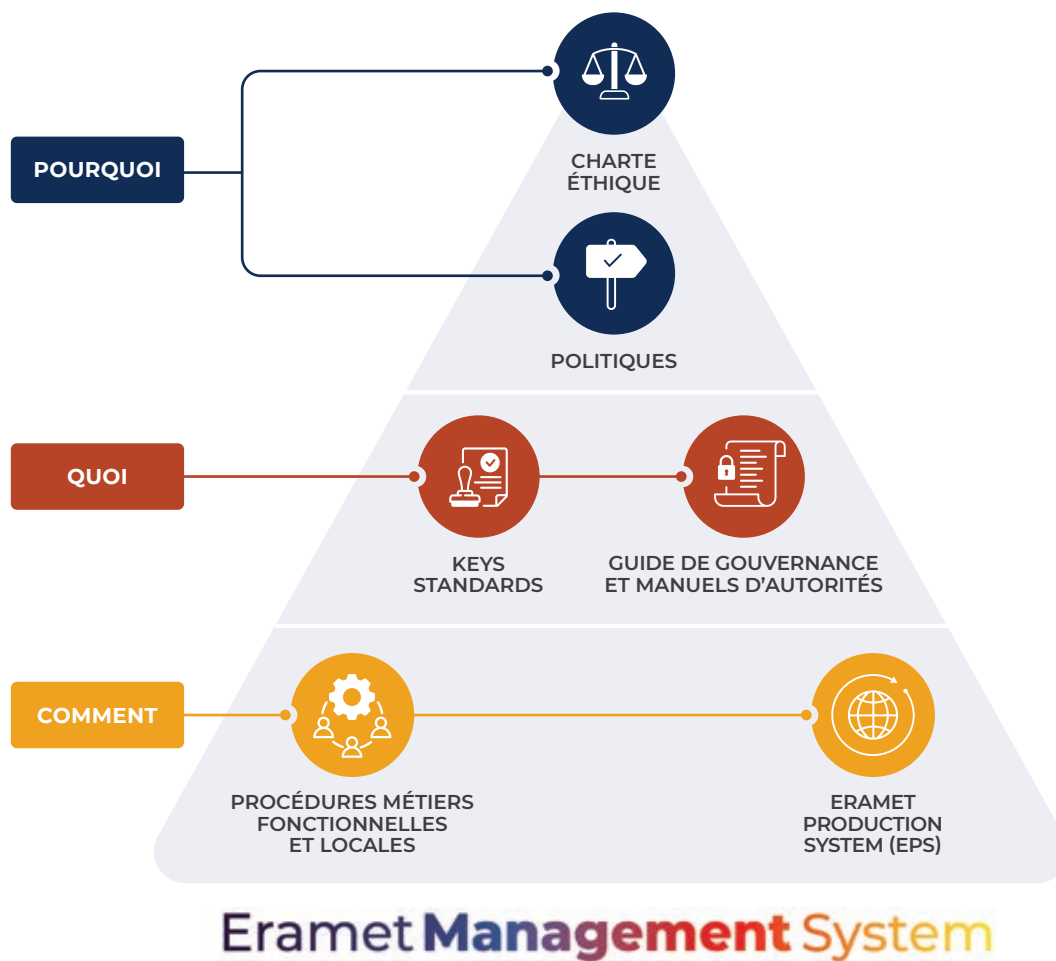 POURQUOI
CHARTE
ÉTHIQUE
POLITIQUES
QUOI
KEYS
STANDARDS
GUIDE DE GOUVERNANCE
ET MANUELS D’AUTORITÉS
COMMENT
PROCÉDURES MÉTIERS
FONCTIONNELLES
ET LOCALES
ERAMET
PRODUCTION
SYSTEM (EPS)
Eramet Management System